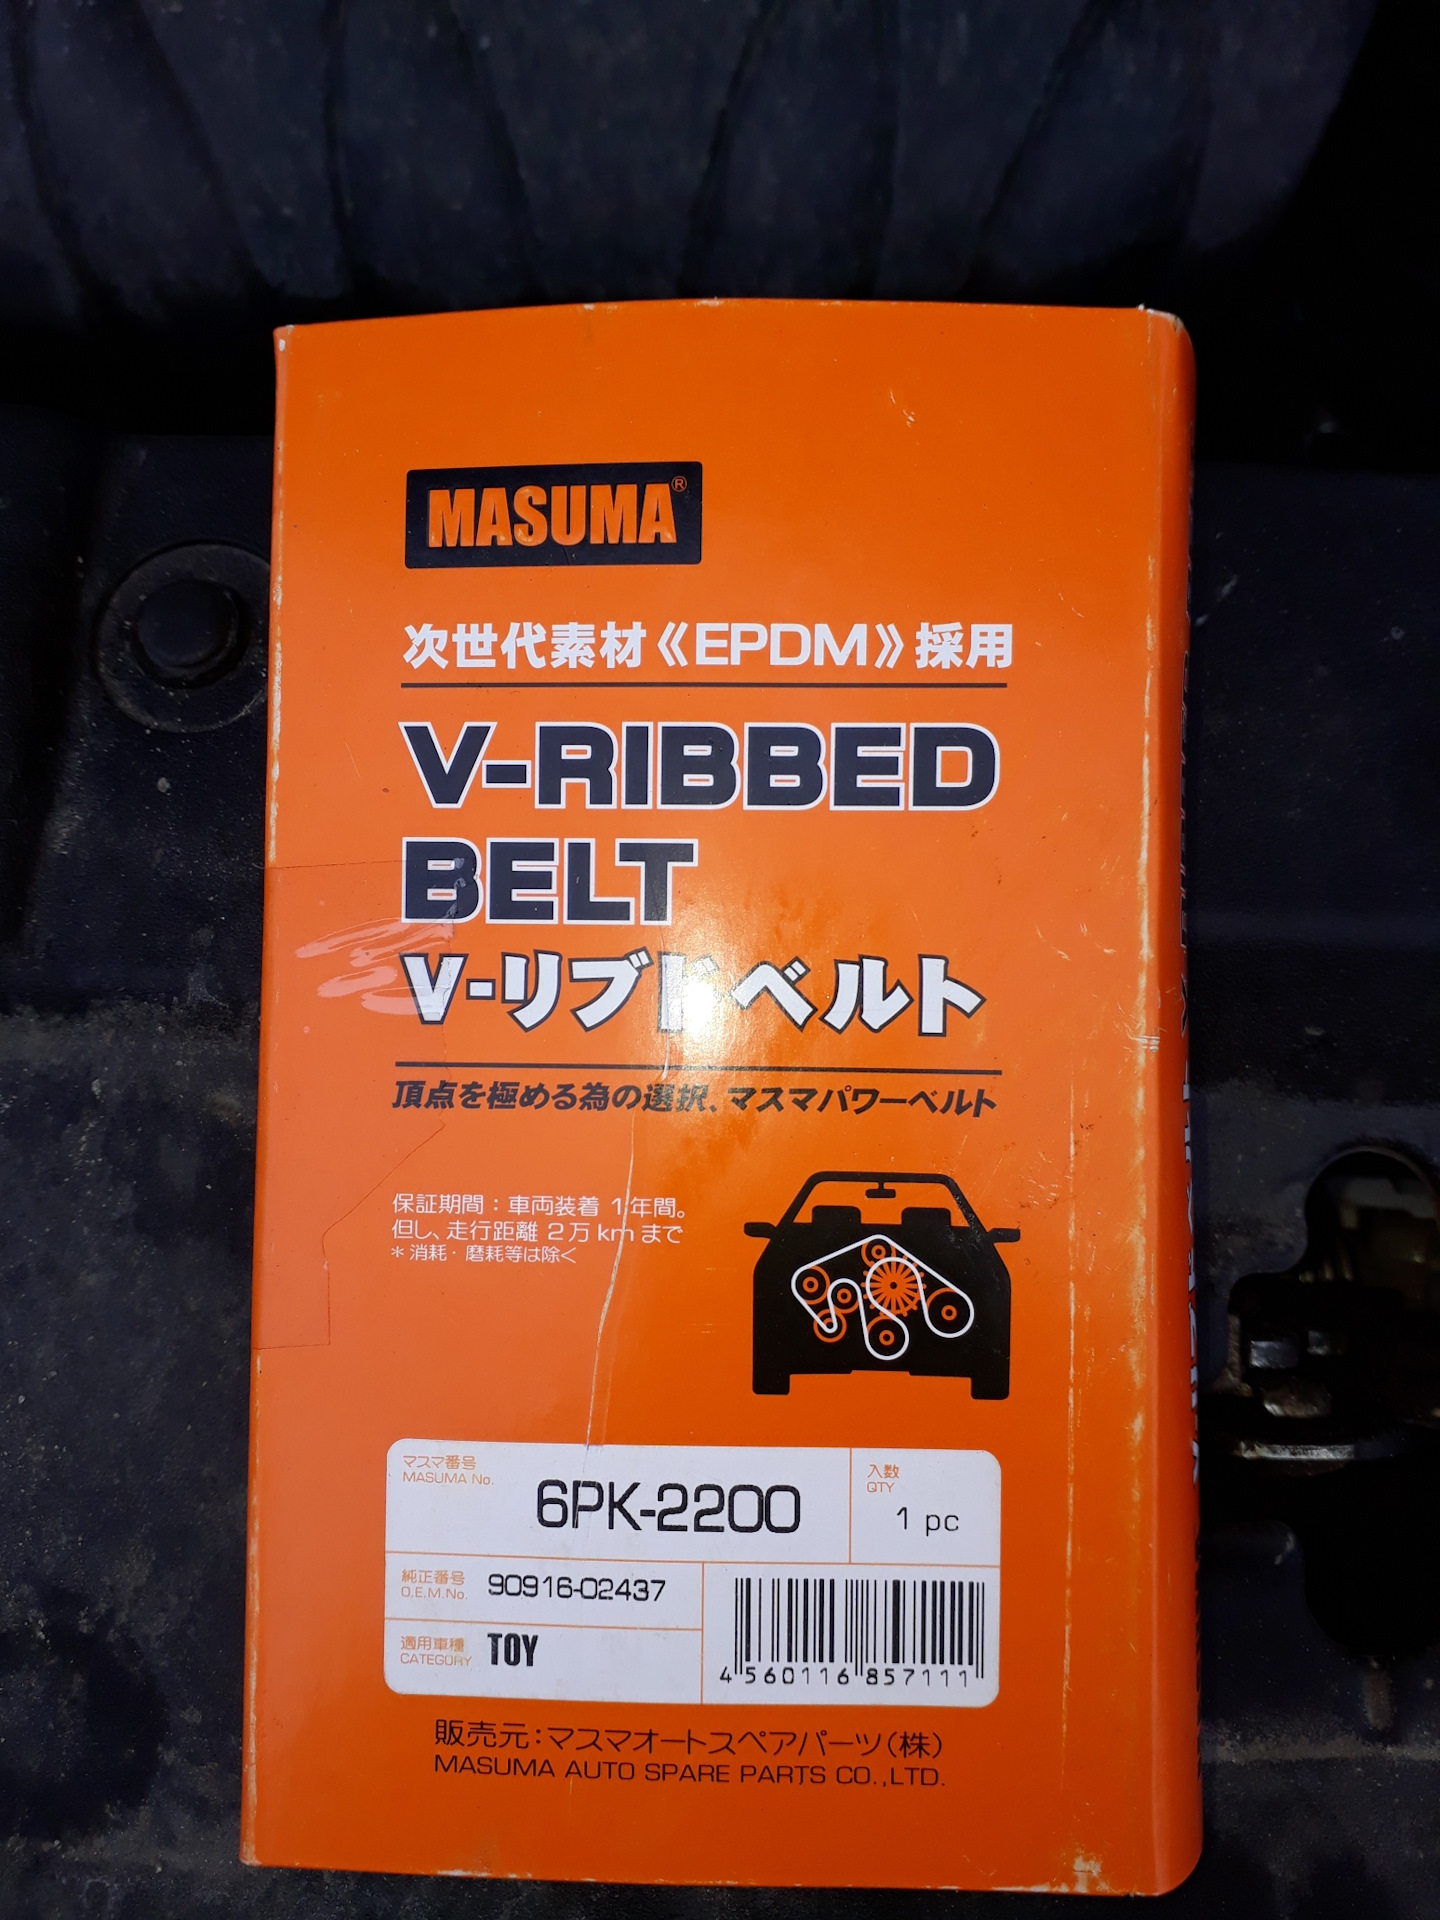 MASUMA®
次世代素材《EPDM》採用
V-RIBBED
BELT
V-リブドベルト
頂点を極める為の選択、マスマパワーベルト
保証期間：車両装着 1年間。
但し、走行距離 2万kmまで
＊消耗・磨耗等は除く
マスマ番号
MASUMA No.
6PK-2200
入数
QTY
1 pc
純正番号
O.E.M.No.
90916-02437
適用車種
CATEGORY
TOY
4560116857111
販売元：マスマオートスペアパーツ（株）
MASUMA AUTO SPARE PARTS CO.,LTD.